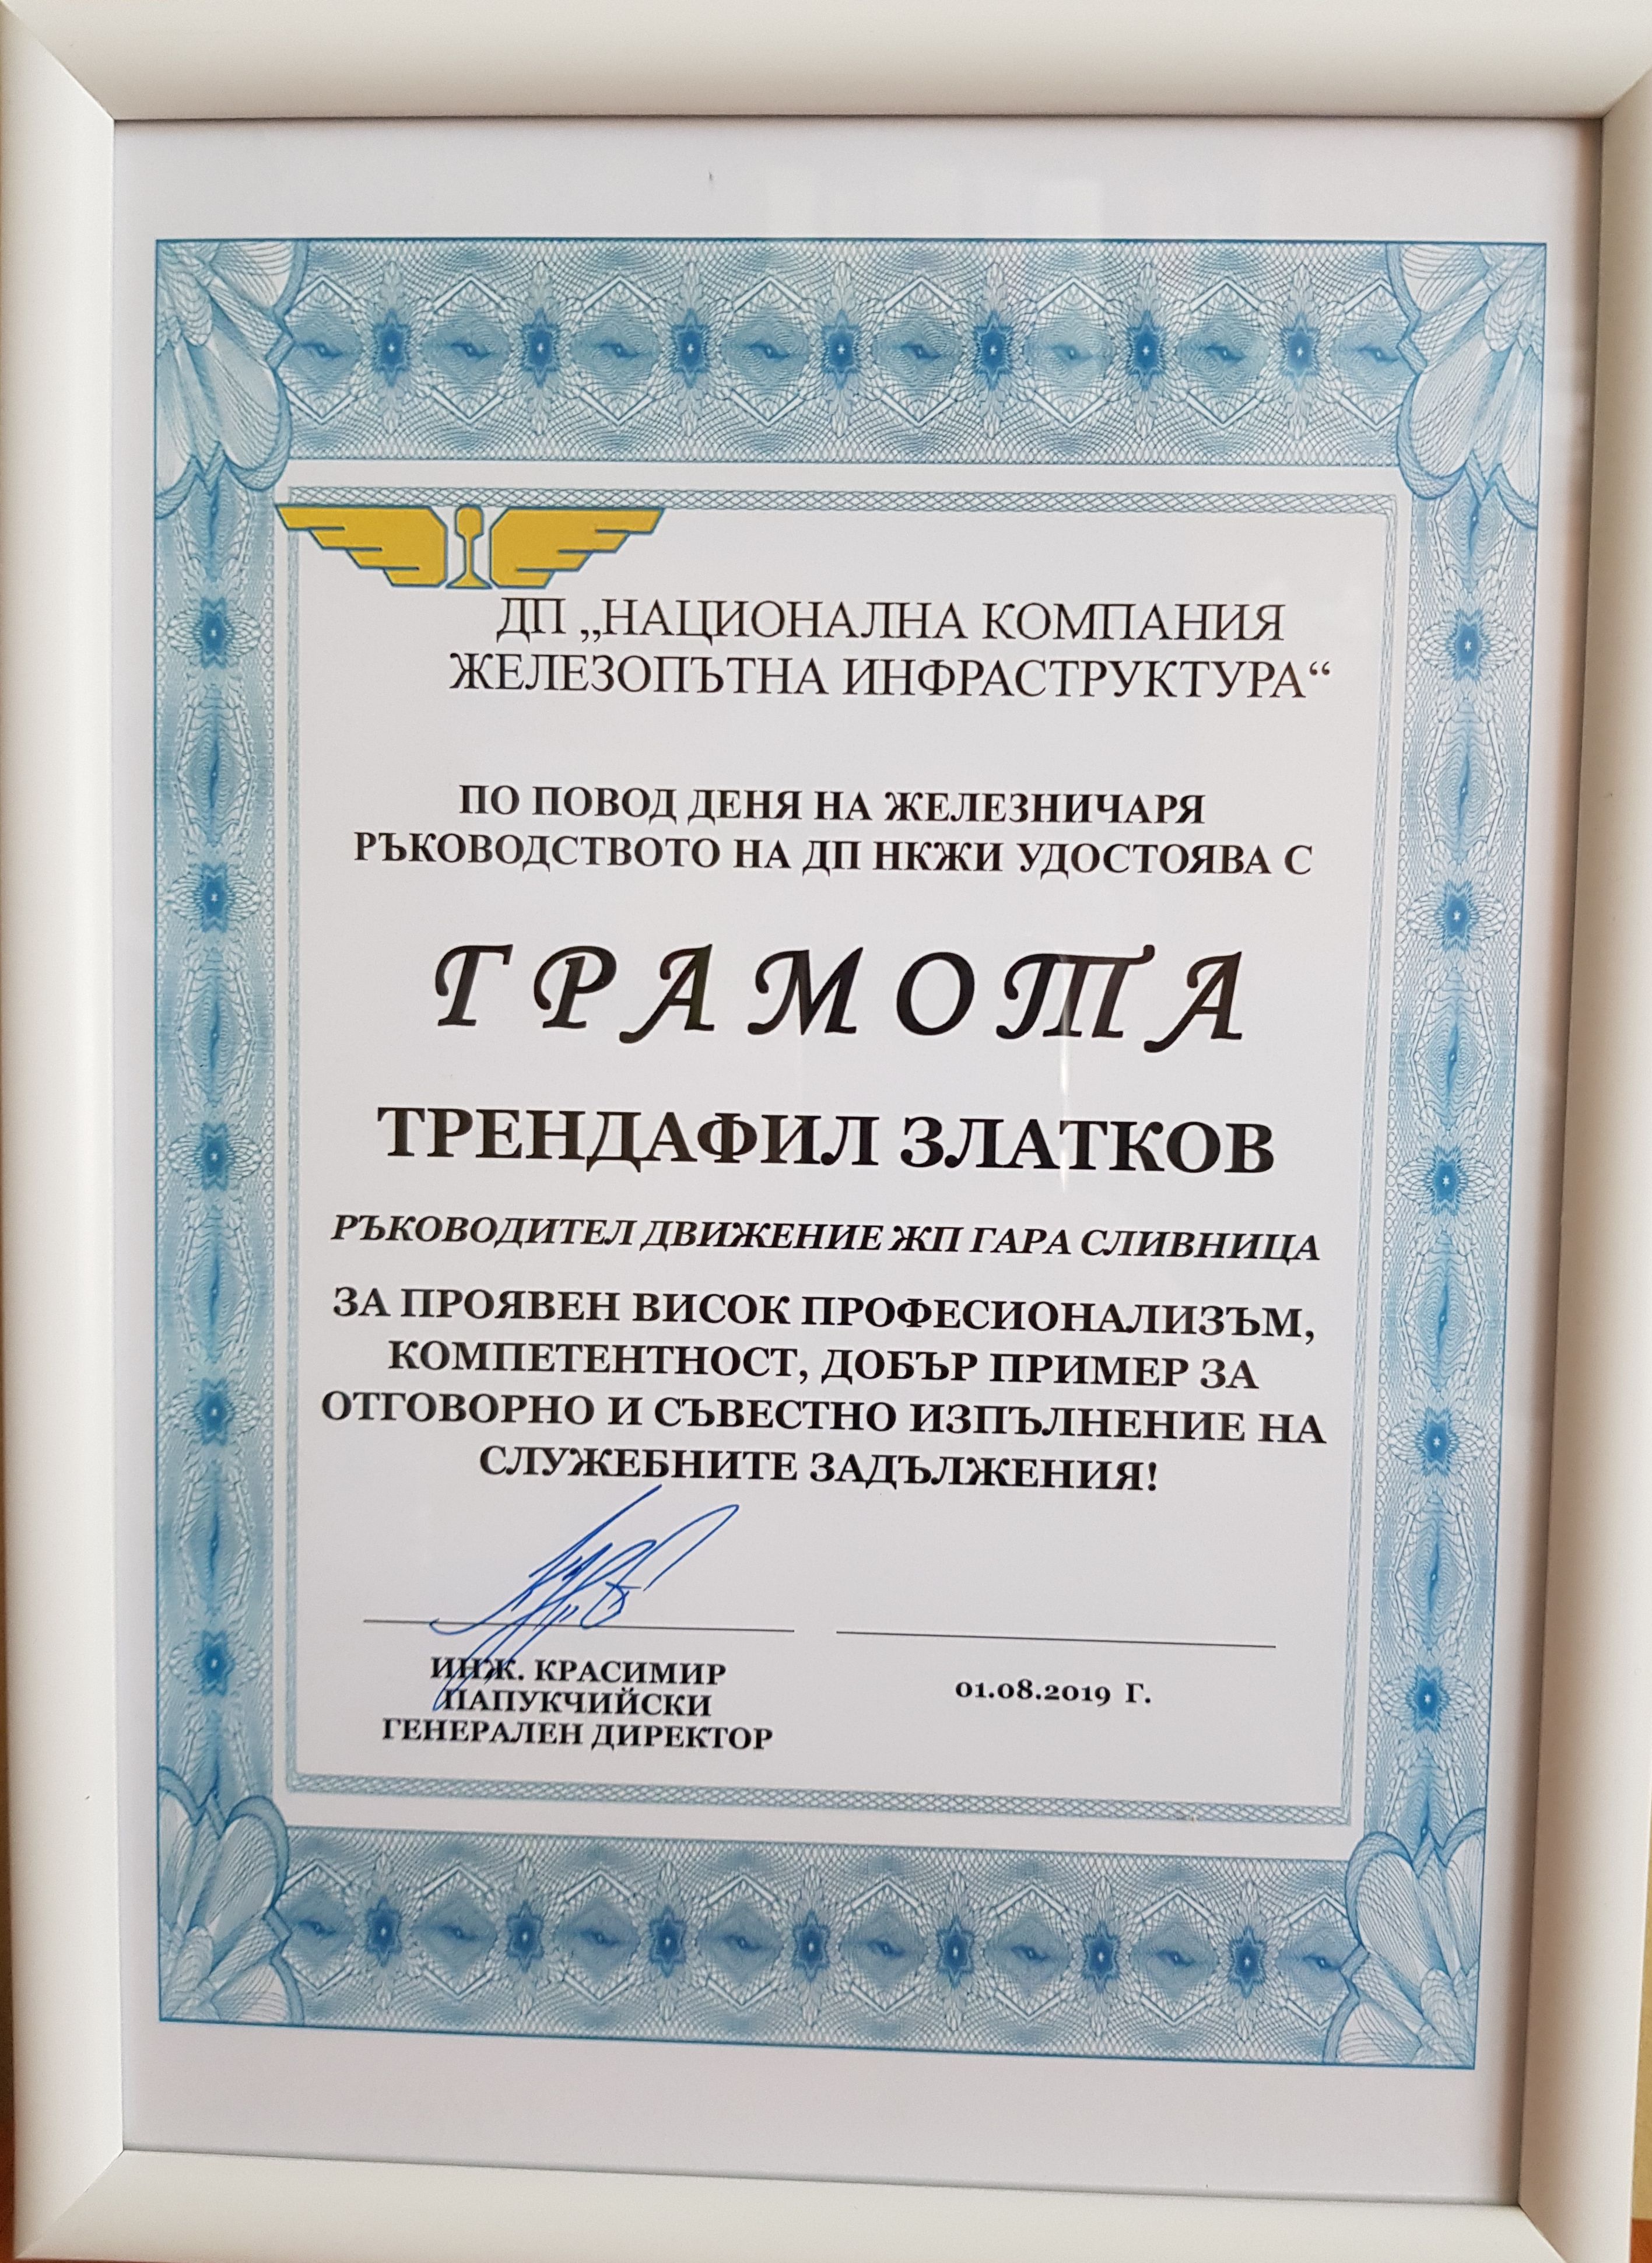 ДП „НАЦИОНАЛНА КОМПАНИЯ
ЖЕЛЕЗОПЪТНА ИНФРАСТРУКТУРА“
ПО ПОВОД ДЕНЯ НА ЖЕЛЕЗНИЧАРЯ
РЪКОВОДСТВОТО НА ДП НКЖИ УДОСТОЯВА С
ГРАМОТА
ТРЕНДАФИЛ ЗЛАТКОВ
РЪКОВОДИТЕЛ ДВИЖЕНИЕ ЖП ГАРА СЛИВНИЦА
ЗА ПРОЯВЕН ВИСОК ПРОФЕСИОНАЛИЗЪМ,
КОМПЕТЕНТНОСТ, ДОБЪР ПРИМЕР ЗА
ОТГОВОРНО И СЪВЕСТНО ИЗПЪЛНЕНИЕ НА
СЛУЖЕБНИТЕ ЗАДЪЛЖЕНИЯ!
ИНЖ. КРАСИМИР
ПАПУКЧИЙСКИ
ГЕНЕРАЛЕН ДИРЕКТОР
01.08.2019 Г.